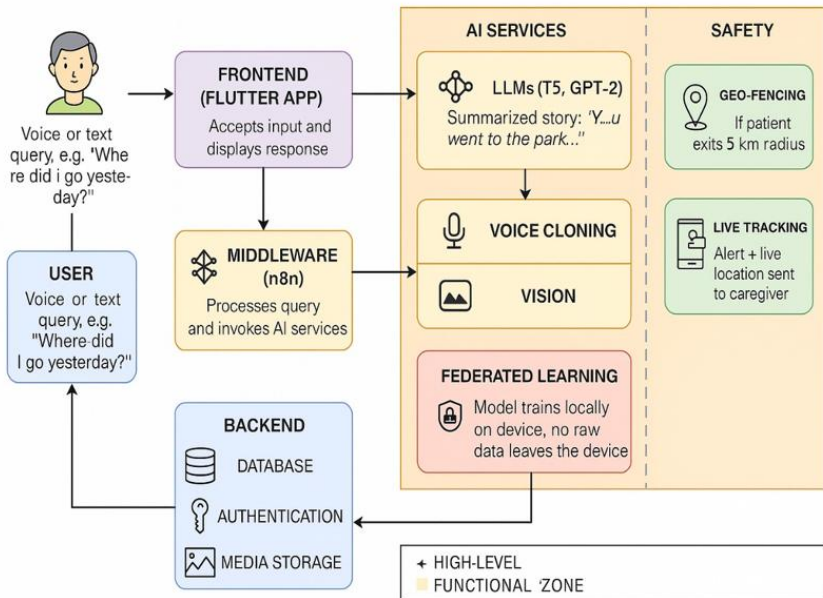 Voice or text
query, e.g. 'Whe
re did i go yeste-
day?"
USER
Voice or text
query, e.g.
"Where-did
I go yesterday?"
FRONTEND
(FLUTTER APP)
Accepts input and
displays response
MIDDLEWARE
(n8n)
Processes query
and invokes AI services
BACKEND
DATABASE
AUTHENTICATION
MEDIA STORAGE
AI SERVICES
LLMs (T5, GPT-2)
Summarized story: 'Y....u
went to the park..."
VOICE CLONING
VISION
FEDERATED LEARNING
Model trains locally
on device, no raw
data leaves the device
SAFETY
GEO-FENCING
If patient
exits 5 km radius
LIVE TRACKING
Alert + live
location sent
to caregiver
HIGH-LEVEL
FUNCTIONAL 'ZONE